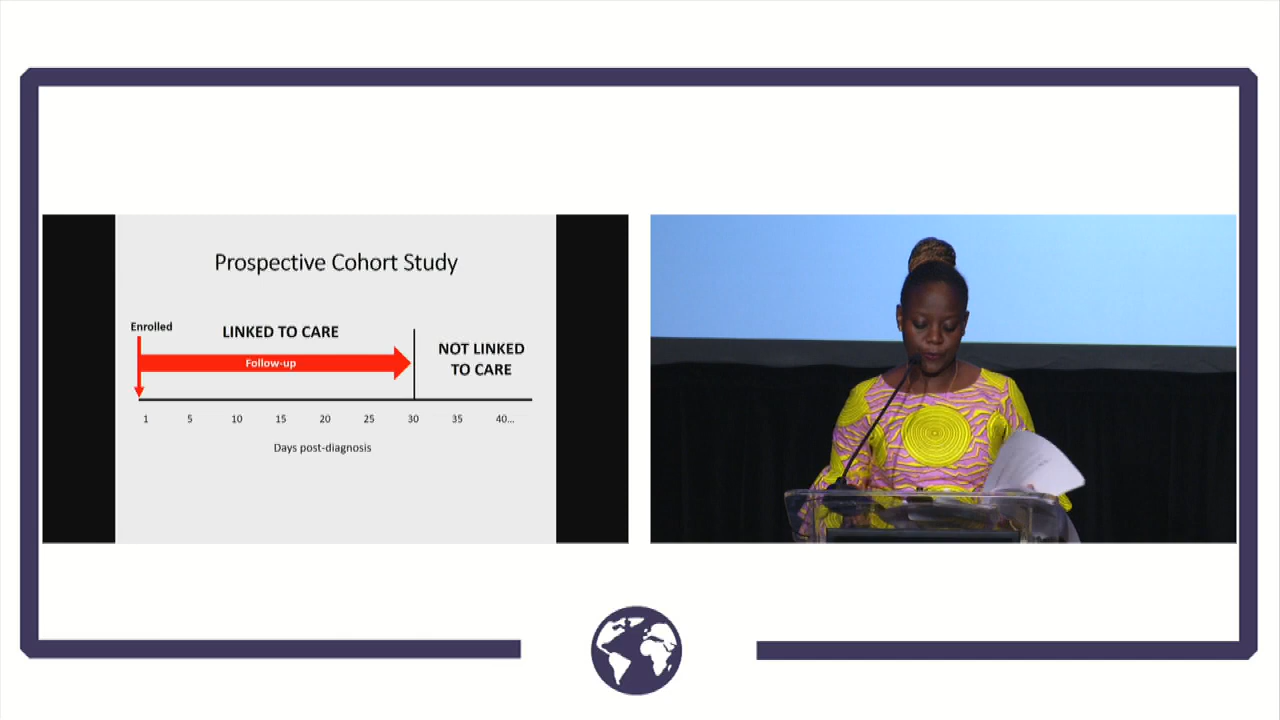 Prospective Cohort Study
Enrolled
LINKED TO CARE
Follow-up
NOT LINKED
TO CARE
1 5 10 15 20 25 30 35 40...
Days post-diagnosis